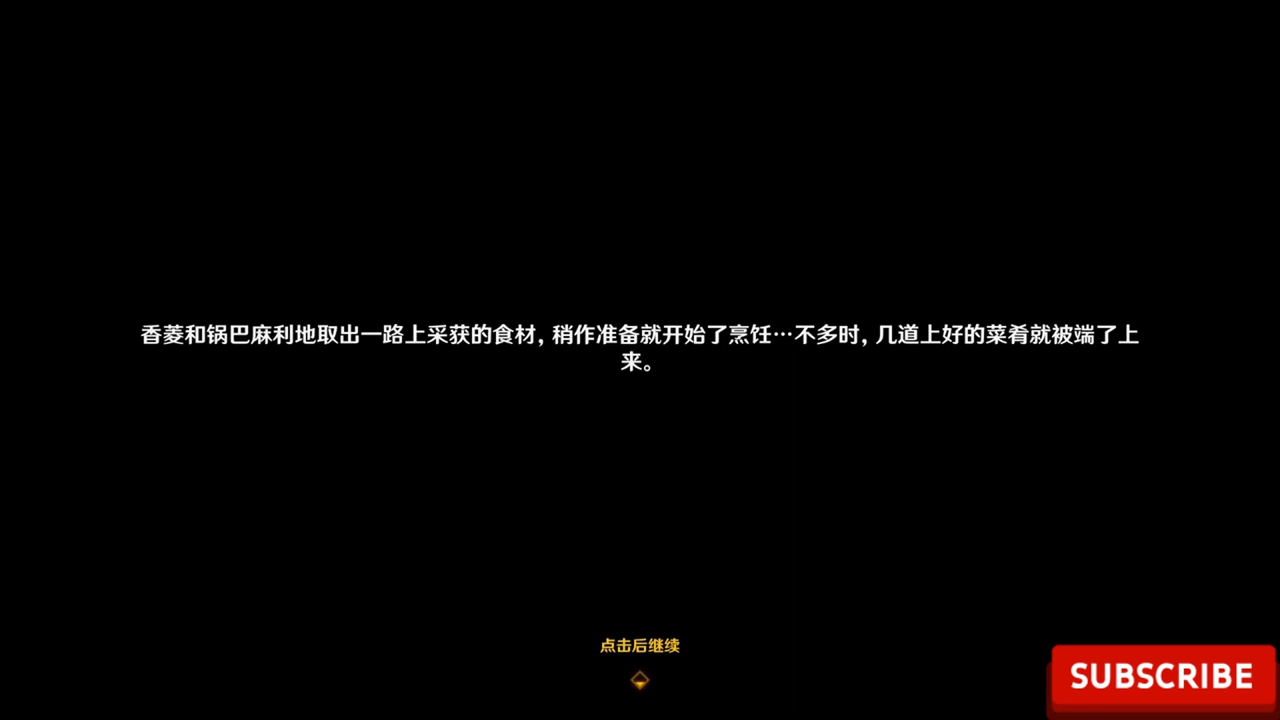 香菱和锅巴麻利地取出一路上采获的食材，稍作准备就开始了烹饪…不多时，几道上好的菜肴就被端了上
来。
点击后继续
SUBSCRIBE